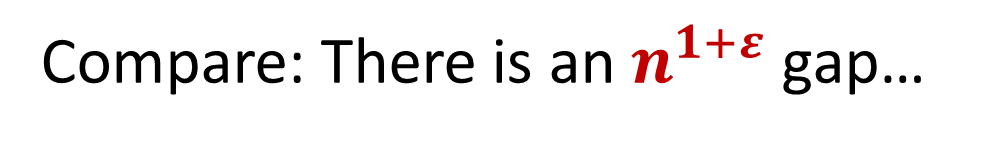 Compare: There is an n^{1+ε} gap...